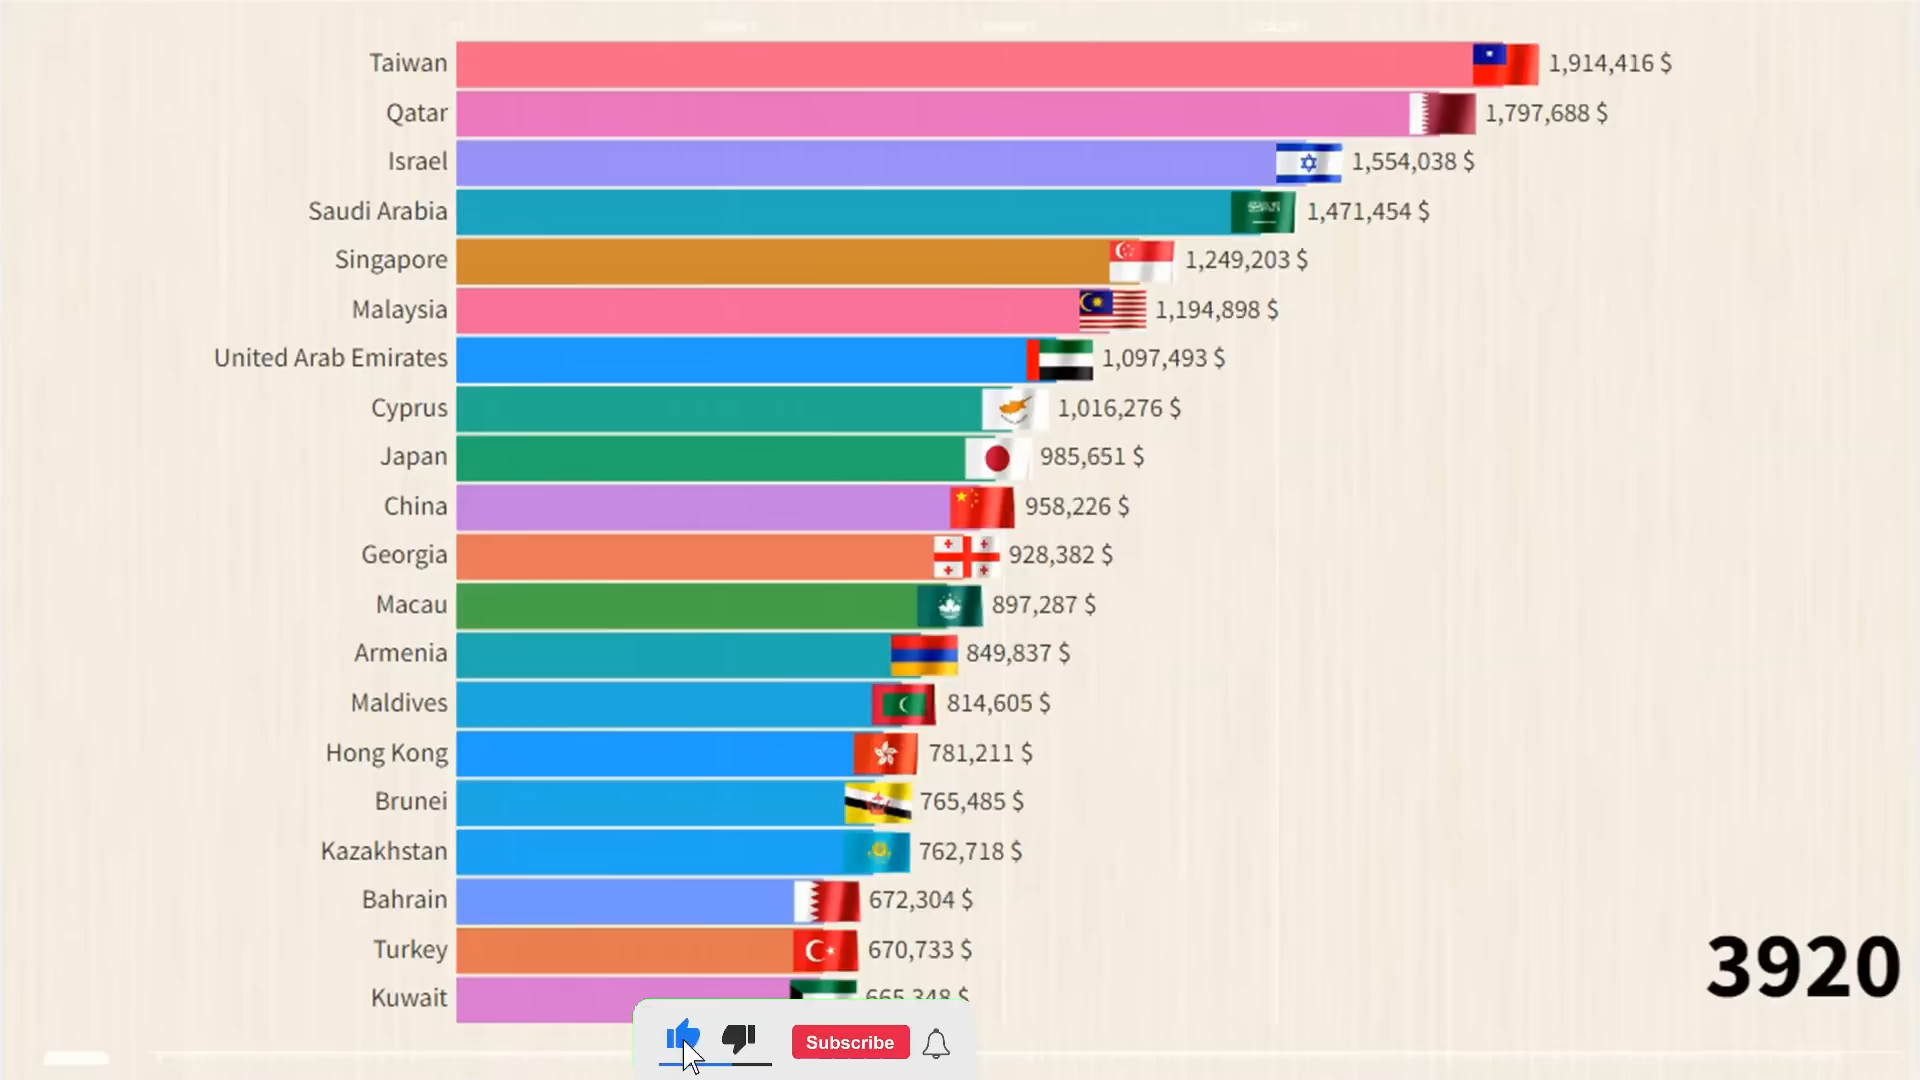 Taiwan 1,914,416 $
Qatar 1,797,688 $
Israel 1,554,038 $
Saudi Arabia 1,471,454 $
Singapore 1,249,203 $
Malaysia 1,194,898 $
United Arab Emirates 1,097,493 $
Cyprus 1,016,276 $
Japan 985,651 $
China 958,226 $
Georgia 928,382 $
Macau 897,287 $
Armenia 849,837 $
Maldives 814,605 $
Hong Kong 781,211 $
Brunei 765,485 $
Kazakhstan 762,718 $
Bahrain 672,304 $
Turkey 670,733 $
Kuwait 665,348 $
3920
Subscribe